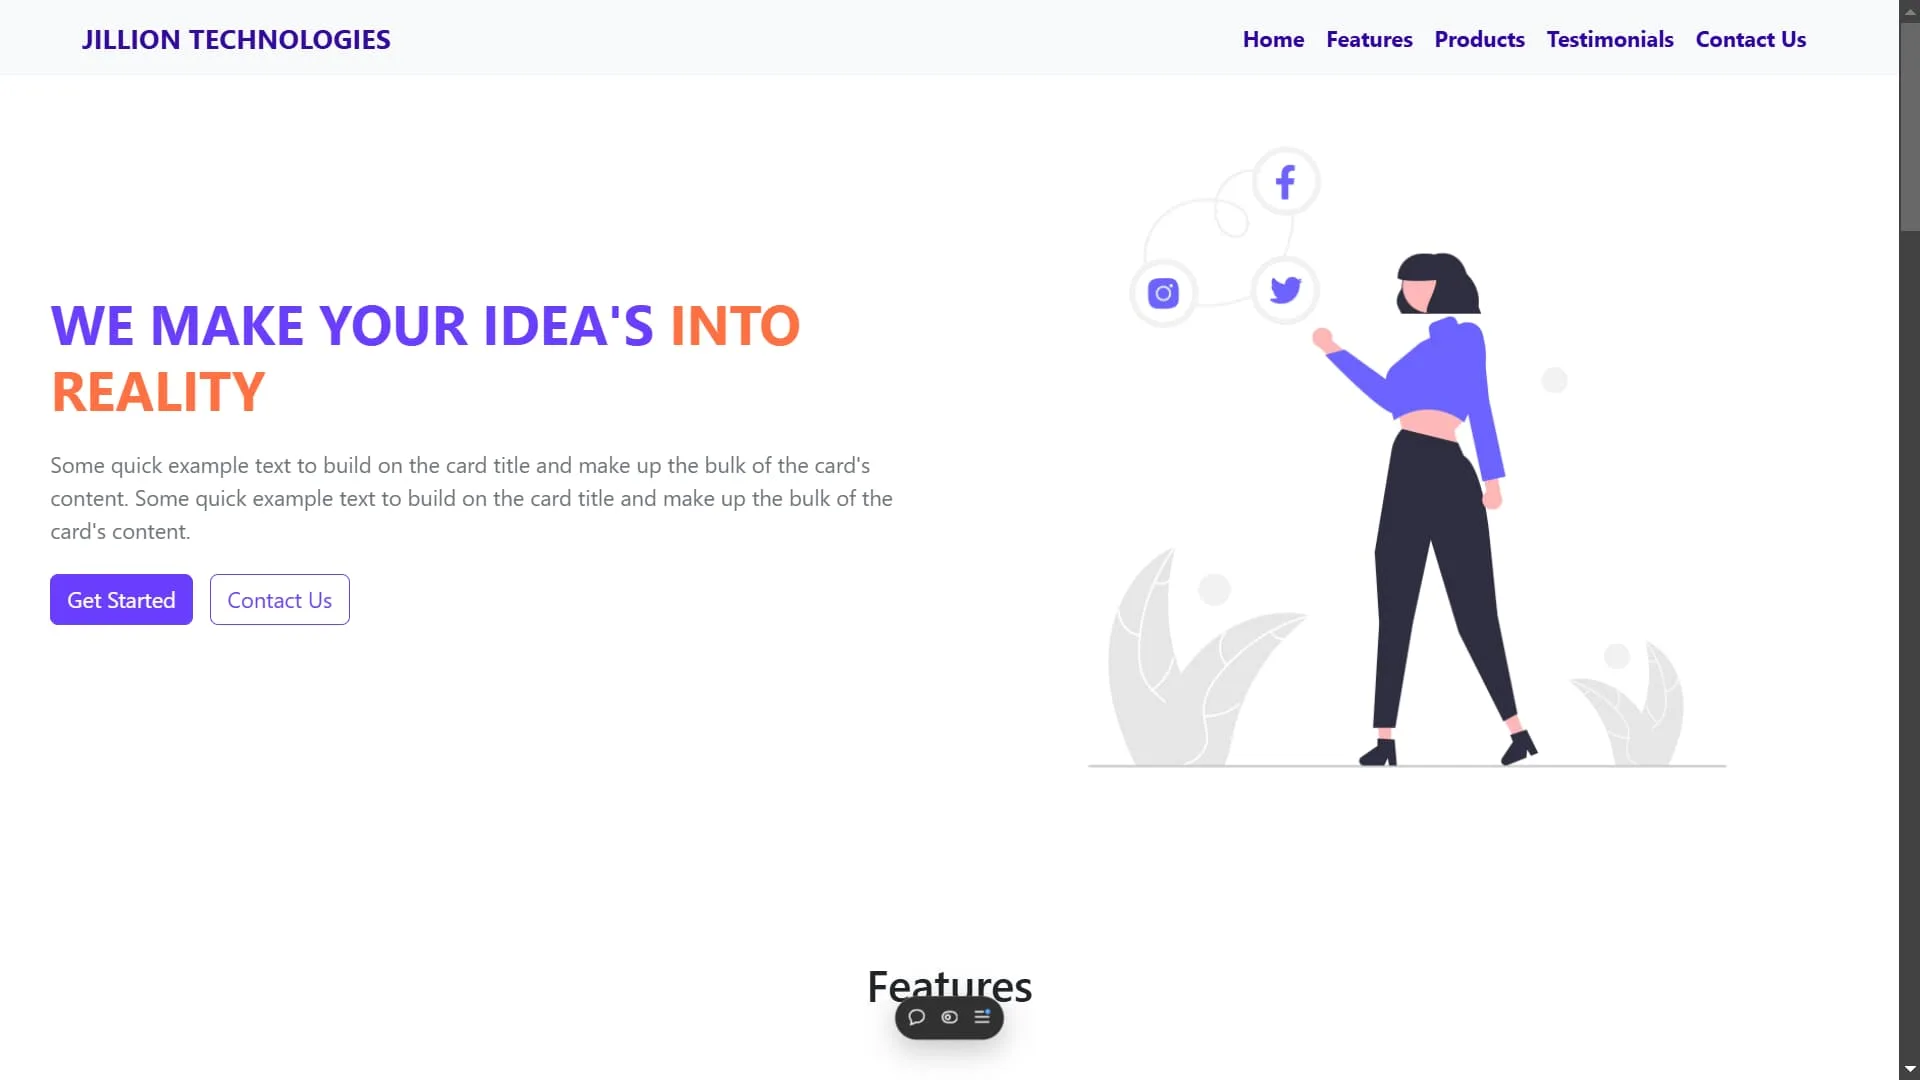 JILLION TECHNOLOGIES
Home Features Products Testimonials Contact Us
WE MAKE YOUR IDEA'S INTO
REALITY
Some quick example text to build on the card title and make up the bulk of the card's
content. Some quick example text to build on the card title and make up the bulk of the
card's content.
Get Started Contact Us
Features